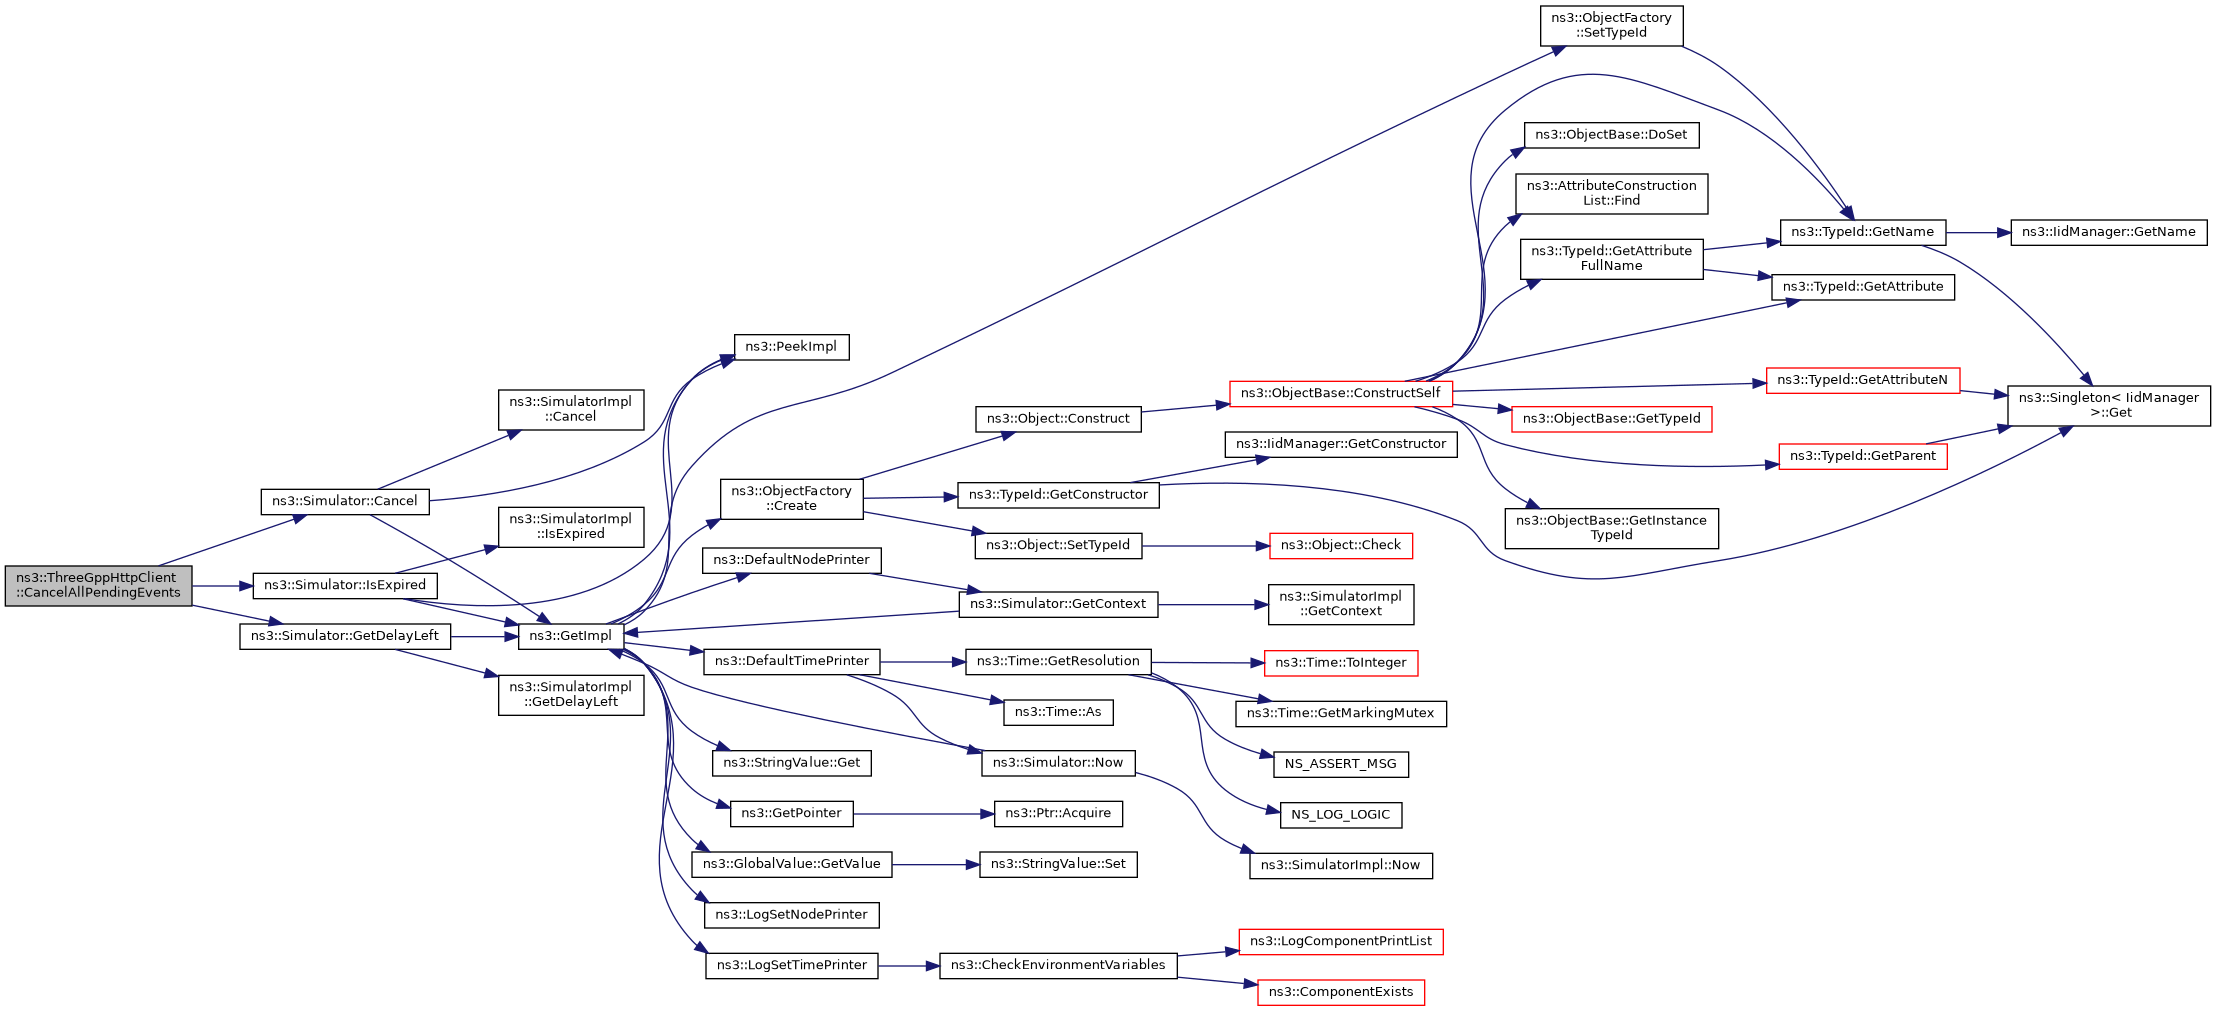 ns3::ThreeGppHttpClient
::CancelAllPendingEvents
ns3::Simulator::Cancel
ns3::Simulator::IsExpired
ns3::Simulator::GetDelayLeft
ns3::SimulatorImpl
::Cancel
ns3::SimulatorImpl
::IsExpired
ns3::GetImpl
ns3::SimulatorImpl
::GetDelayLeft
ns3::PeekImpl
ns3::ObjectFactory
::Create
ns3::DefaultNodePrinter
ns3::DefaultTimePrinter
ns3::StringValue::Get
ns3::GetPointer
ns3::GlobalValue::GetValue
ns3::LogSetNodePrinter
ns3::LogSetTimePrinter
ns3::Object::Construct
ns3::TypeId::GetConstructor
ns3::Object::SetTypeId
ns3::Simulator::GetContext
ns3::Time::GetResolution
ns3::Time::As
ns3::Simulator::Now
ns3::Ptr::Acquire
ns3::StringValue::Set
ns3::CheckEnvironmentVariables
ns3::ObjectBase::ConstructSelf
ns3::IidManager::GetConstructor
ns3::Object::Check
ns3::SimulatorImpl
::GetContext
ns3::Time::ToInteger
ns3::Time::GetMarkingMutex
NS_ASSERT_MSG
NS_LOG_LOGIC
ns3::SimulatorImpl::Now
ns3::LogComponentPrintList
ns3::ComponentExists
ns3::ObjectFactory
::SetTypeId
ns3::ObjectBase::DoSet
ns3::AttributeConstruction
List::Find
ns3::TypeId::GetAttribute
FullName
ns3::ObjectBase::GetTypeId
ns3::ObjectBase::GetInstance
TypeId
ns3::TypeId::GetName
ns3::TypeId::GetAttribute
ns3::TypeId::GetAttributeN
ns3::TypeId::GetParent
ns3::IidManager::GetName
ns3::Singleton< IidManager
>::Get